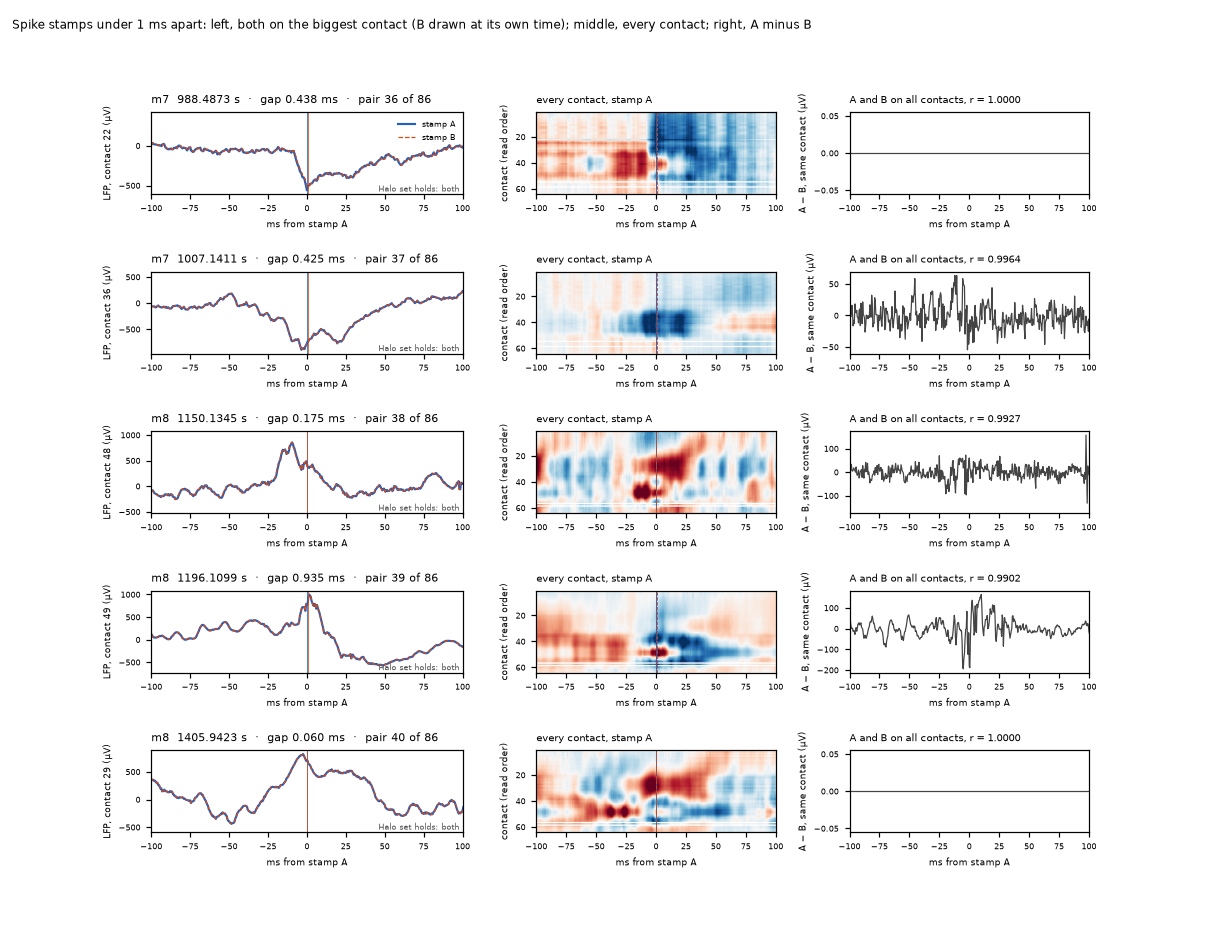 Spike stamps under 1 ms apart: left, both on the biggest contact (B drawn at its own time); middle, every contact; right, A minus B
m7 988.4873 s · gap 0.438 ms · pair 36 of 86
every contact, stamp A
A and B on all contacts, r = 1.0000
LFP, contact 22 (μV)
0
−500
stamp A
stamp B
Halo set holds: both
−100 −75 −50 −25 0 25 50 75 100
ms from stamp A
contact (read order)
20
40
60
−100 −75 −50 −25 0 25 50 75 100
ms from stamp A
A − B, same contact (μV)
0.05
0.00
−0.05
−100 −75 −50 −25 0 25 50 75 100
ms from stamp A
m7 1007.1411 s · gap 0.425 ms · pair 37 of 86
every contact, stamp A
A and B on all contacts, r = 0.9964
LFP, contact 36 (μV)
500
0
−500
Halo set holds: both
−100 −75 −50 −25 0 25 50 75 100
ms from stamp A
contact (read order)
20
40
60
−100 −75 −50 −25 0 25 50 75 100
ms from stamp A
A − B, same contact (μV)
50
0
−50
−100 −75 −50 −25 0 25 50 75 100
ms from stamp A
m8 1150.1345 s · gap 0.175 ms · pair 38 of 86
every contact, stamp A
A and B on all contacts, r = 0.9927
LFP, contact 48 (μV)
1000
500
0
−500
Halo set holds: both
−100 −75 −50 −25 0 25 50 75 100
ms from stamp A
contact (read order)
20
40
60
−100 −75 −50 −25 0 25 50 75 100
ms from stamp A
A − B, same contact (μV)
100
0
−100
−100 −75 −50 −25 0 25 50 75 100
ms from stamp A
m8 1196.1099 s · gap 0.935 ms · pair 39 of 86
every contact, stamp A
A and B on all contacts, r = 0.9902
LFP, contact 49 (μV)
1000
500
0
−500
Halo set holds: both
−100 −75 −50 −25 0 25 50 75 100
ms from stamp A
contact (read order)
20
40
60
−100 −75 −50 −25 0 25 50 75 100
ms from stamp A
A − B, same contact (μV)
100
0
−100
−200
−100 −75 −50 −25 0 25 50 75 100
ms from stamp A
m8 1405.9423 s · gap 0.060 ms · pair 40 of 86
every contact, stamp A
A and B on all contacts, r = 1.0000
LFP, contact 29 (μV)
500
0
−500
Halo set holds: both
−100 −75 −50 −25 0 25 50 75 100
ms from stamp A
contact (read order)
20
40
60
−100 −75 −50 −25 0 25 50 75 100
ms from stamp A
A − B, same contact (μV)
0.05
0.00
−0.05
−100 −75 −50 −25 0 25 50 75 100
ms from stamp A